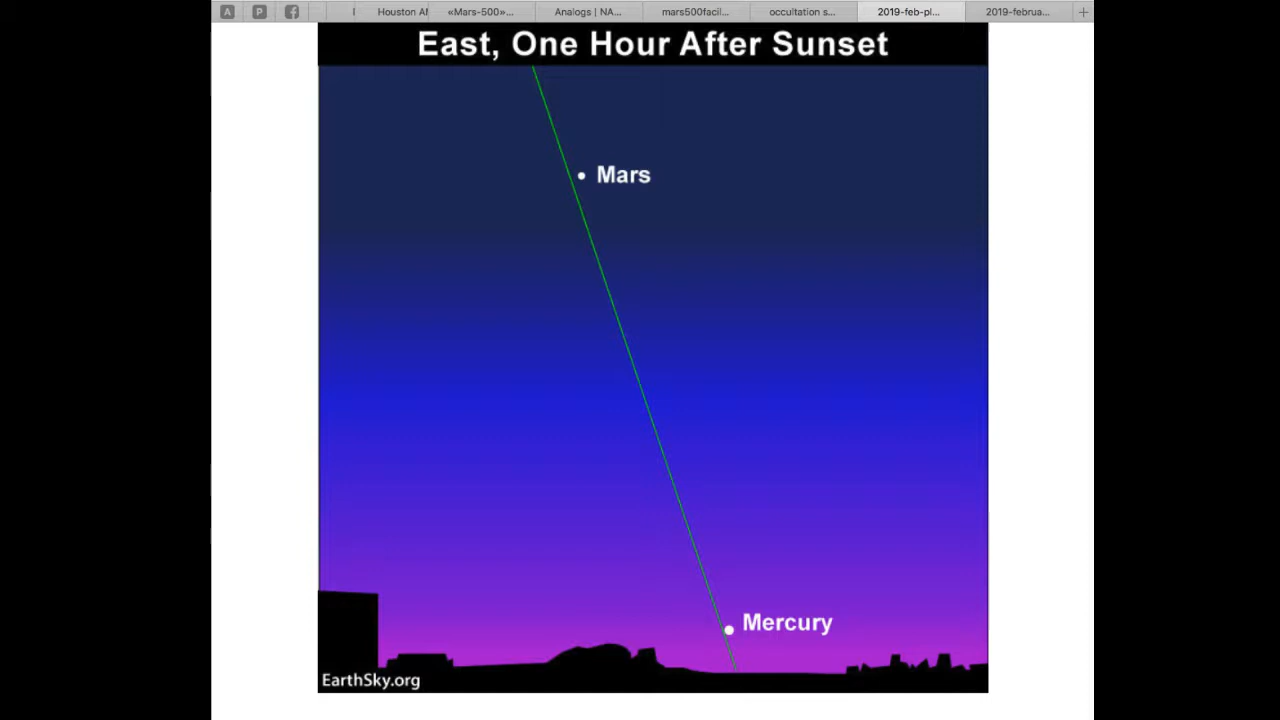 A
P
Houston Al
«Mars-500»...
Analogs | NA...
mars500facil...
occultation s...
2019-feb-pl...
2019-februa...
East, One Hour After Sunset
Mars
Mercury
EarthSky.org